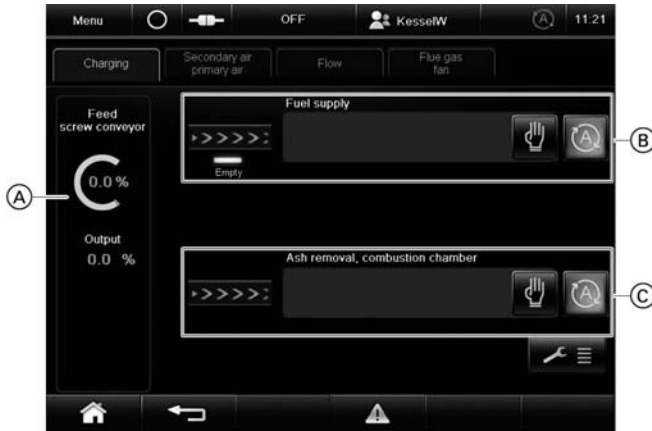 Menu
OFF
KesselW
A
11:21
Charging
Secondary air
primary air
Flow
Flue gas
fan
Feed
screw conveyor
0.0 %
Output
0.0 %
Fuel supply
Empty
A
Ash removal, combustion chamber
A
A
B
C